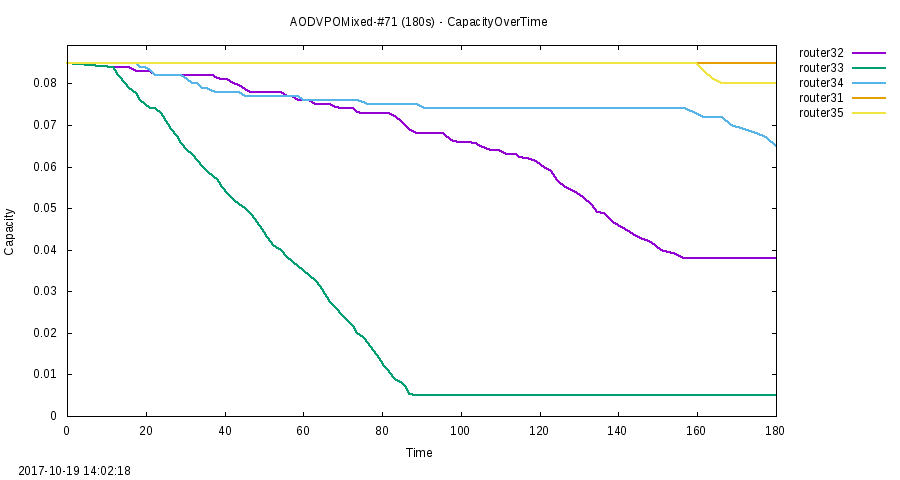 AODVPOMixed-#71 (180s) - CapacityOverTime
router32
router33
router34
router31
router35
Capacity
0.08
0.07
0.06
0.05
0.04
0.03
0.02
0.01
0
0 20 40 60 80 100 120 140 160 180
Time
2017-10-19 14:02:18